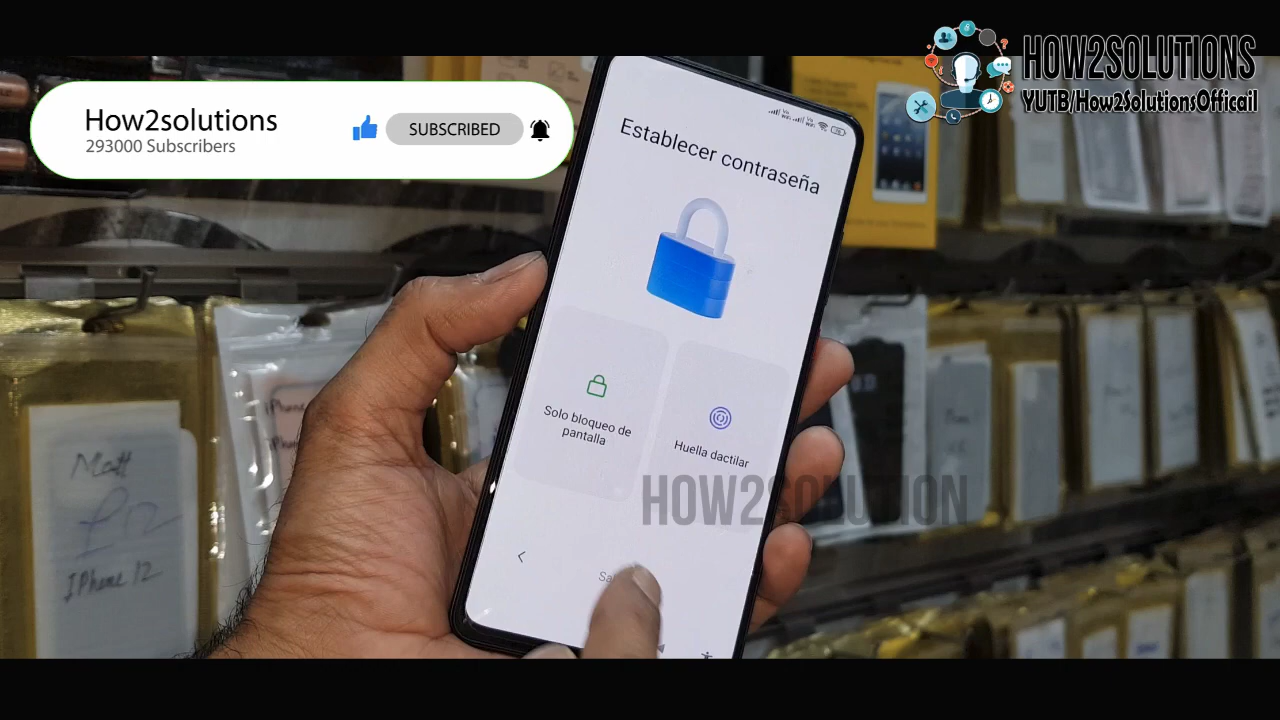 HOW2SOLUTIONS
YUTB/How2SolutionsOfficail
How2solutions
293000 Subscribers
SUBSCRIBED
Establecer contraseña
Solo bloqueo de
pantalla
Huella dactilar
HOW2SOLUTION
Matt
IPhone 12